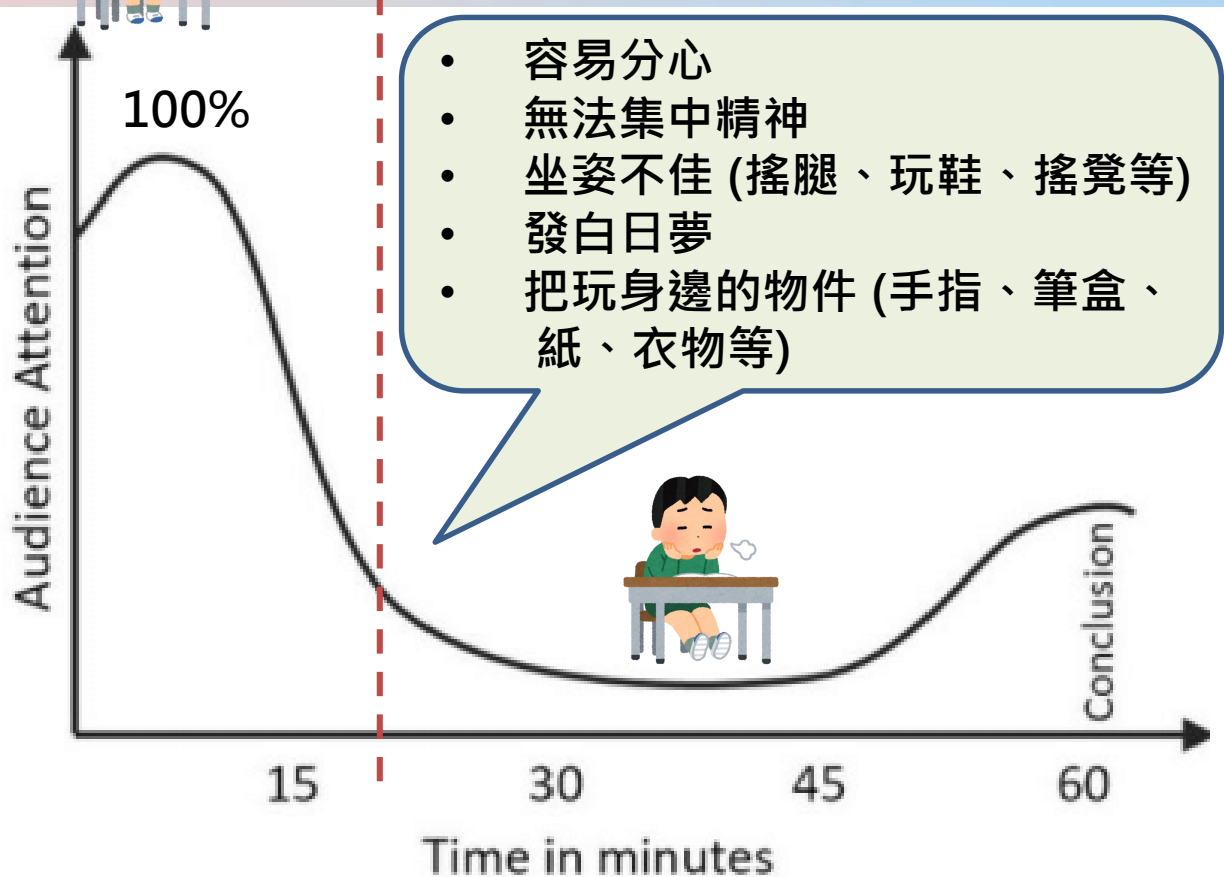 100%
• 容易分心
• 無法集中精神
• 坐姿不佳 (搖腿、玩鞋、搖凳等)
• 發白日夢
• 把玩身邊的物件 (手指、筆盒、
紙、衣物等)
Audience Attention
Conclusion
15 30 45 60
Time in minutes